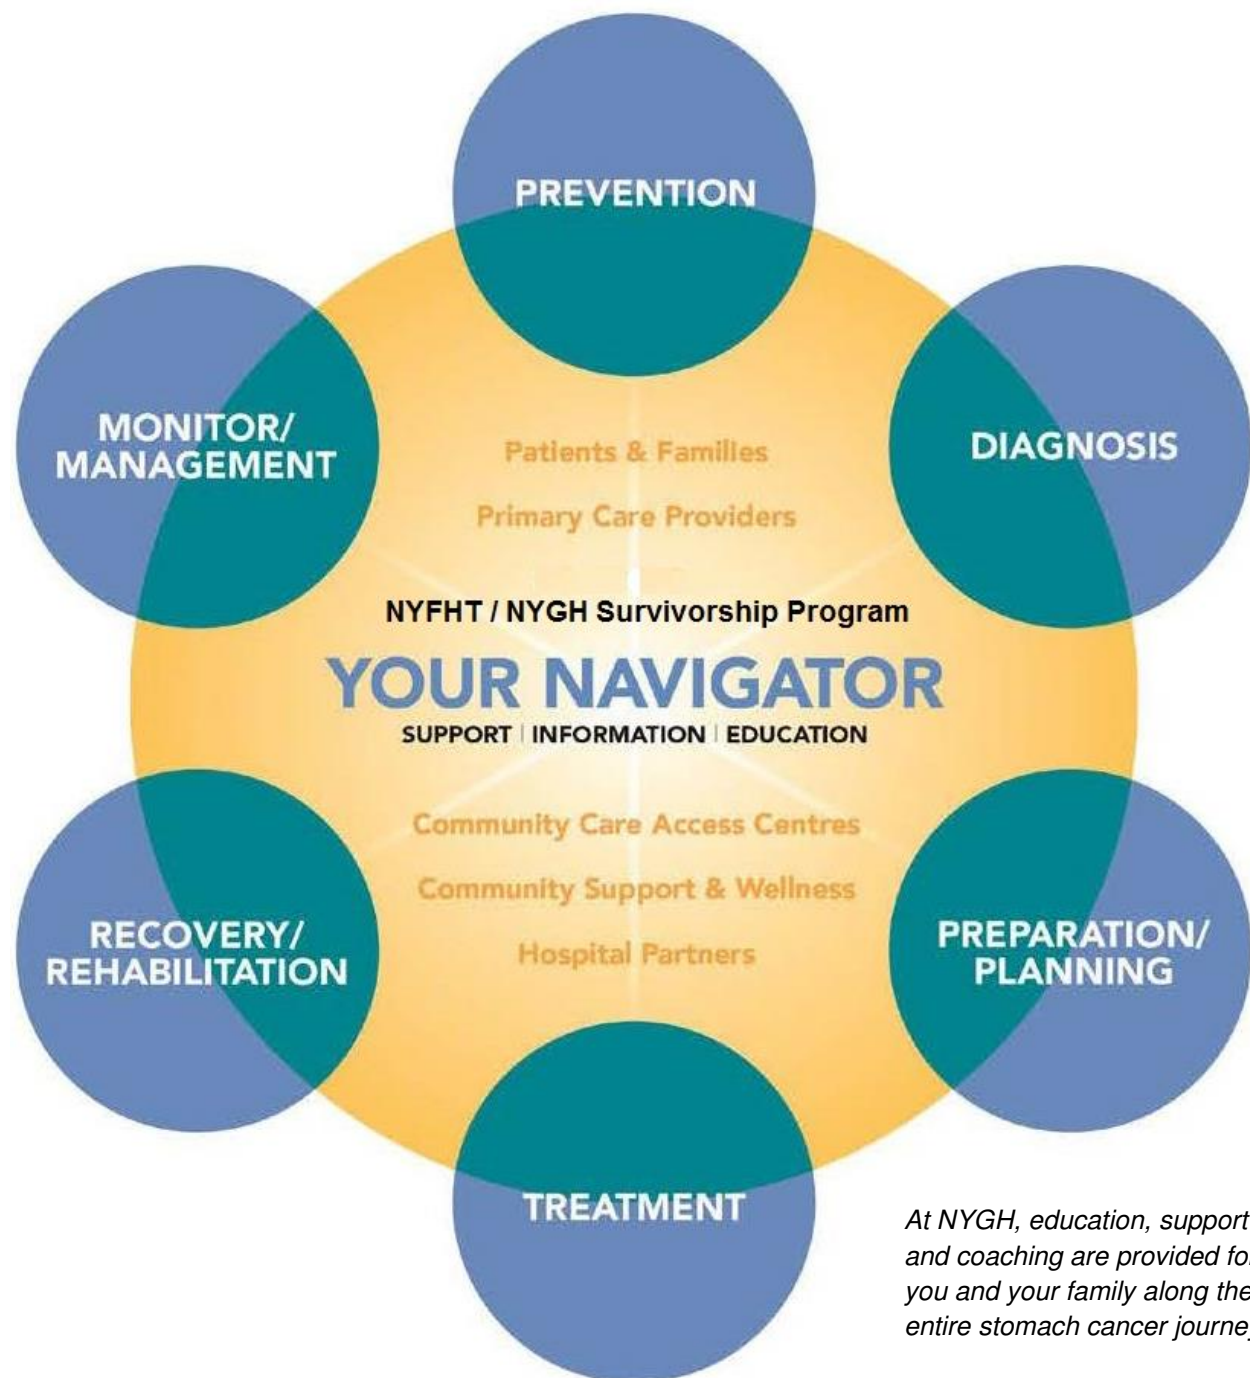 PREVENTION
MONITOR/
MANAGEMENT
DIAGNOSIS
Patients & Families
Primary Care Providers
NYFHT / NYGH Survivorship Program
YOUR NAVIGATOR
SUPPORT | INFORMATION | EDUCATION
Community Care Access Centres
Community Support & Wellness
Hospital Partners
RECOVERY/
REHABILITATION
PREPARATION/
PLANNING
TREATMENT
At NYGH, education, support
and coaching are provided for
you and your family along the
entire stomach cancer journey